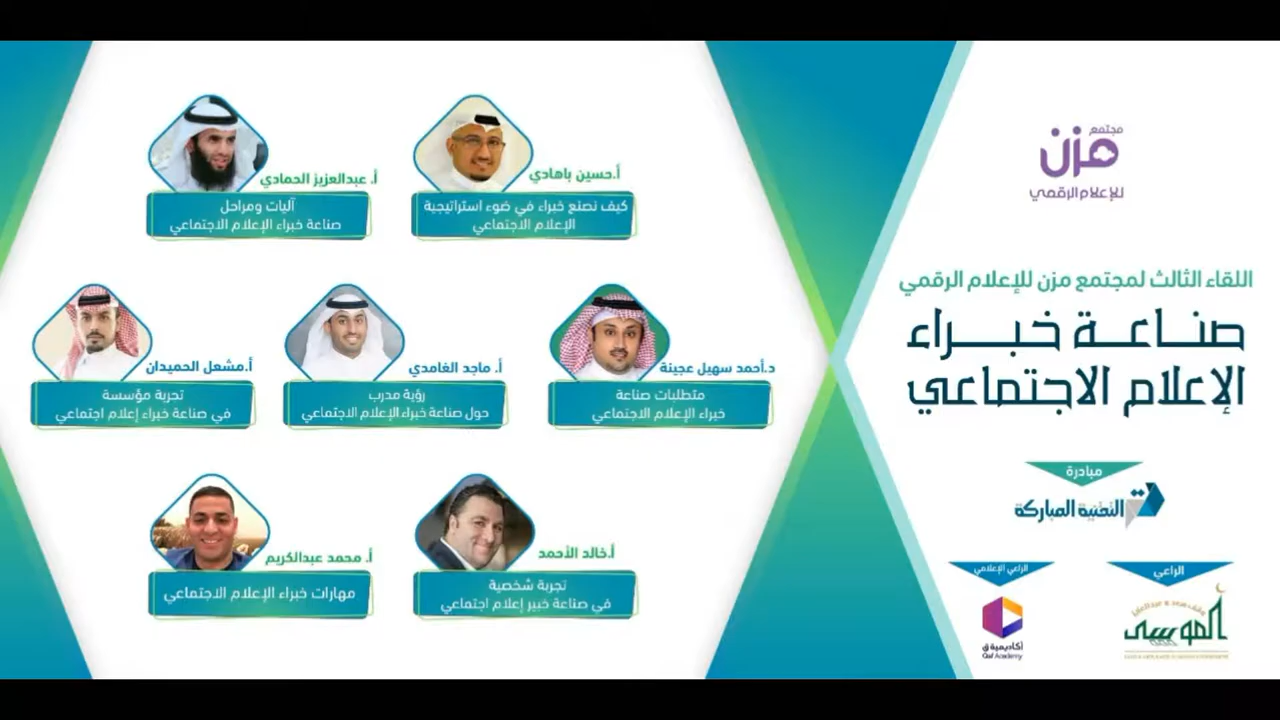 مجتمع
مزن
للإعلام الرقمي
اللقاء الثالث لمجتمع مزن للإعلام الرقمي
صناعة خبراء
الإعلام الاجتماعي
مبادرة
التقنية المباركة
الراعي
الموسى
الراعي الإعلامي
أكاديمية ق
Qaf Academy
أ.حسين باهادي
كيف نصنع خبراء في ضوء استراتيجية
الإعلام الاجتماعي
أ. عبدالعزيز الحمادي
آليات ومراحل
صناعة خبراء الإعلام الاجتماعي
د.أحمد سهيل عجينة
متطلبات صناعة
خبراء الإعلام الاجتماعي
أ. ماجد الغامدي
رؤية مدرب
حول صناعة خبراء الإعلام الاجتماعي
أ.مشعل الحميدان
تجربة مؤسسة
في صناعة خبراء إعلام اجتماعي
أ.خالد الأحمد
تجربة شخصية
في صناعة خبير إعلام اجتماعي
أ. محمد عبدالكريم
مهارات خبراء الإعلام الاجتماعي